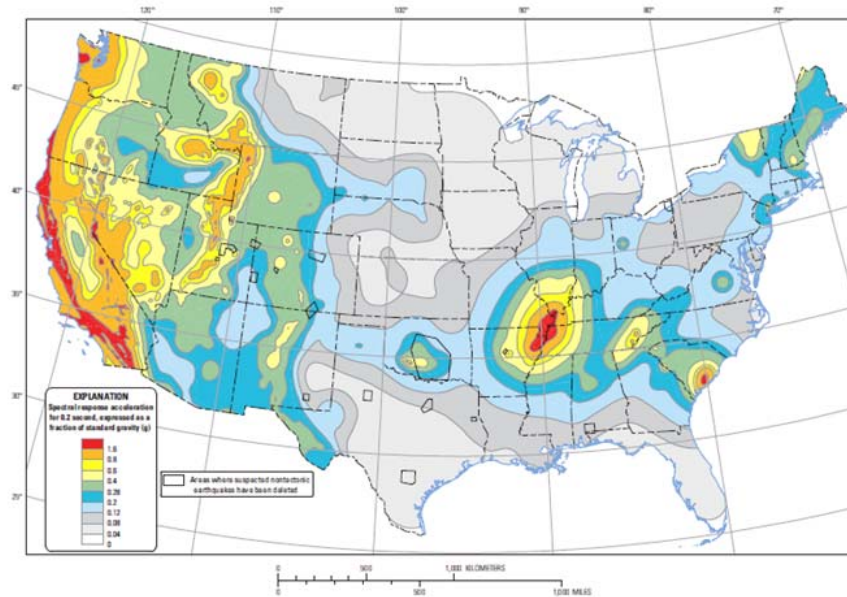 120°
110°
100°
90°
80°
70°
45°
40°
35°
30°
25°
EXPLANATION
Spectral response acceleration
for 0.2 second, expressed as a
fraction of standard gravity (g)
1.6
0.8
0.6
0.4
0.28
0.2
0.12
0.08
0.04
0
Areas where suspected nontectonic
earthquakes have been deleted
0 500 1,000 KILOMETERS
0 500 1,000 MILES